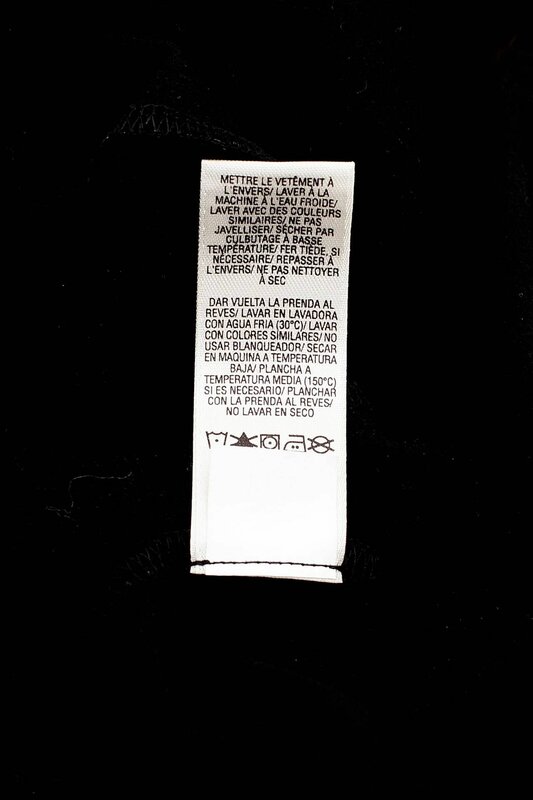 METTRE LE VETÊMENT À
L'ENVERS/ LAVER À LA
MACHINE À L'EAU FROIDE/
LAVER AVEC DES COULEURS
SIMILAIRES/ NE PAS
JAVELLISER/ SÉCHER PAR
CULBUTAGE À BASSE
TEMPÉRATURE/ FER TIÈDE, SI
NÉCESSAIRE/ REPASSER À
L'ENVERS/ NE PAS NETTOYER
À SEC
DAR VUELTA LA PRENDA AL
REVES/ LAVAR EN LAVADORA
CON AGUA FRIA (30°C)/ LAVAR
CON COLORES SIMILARES/ NO
USAR BLANQUEADOR/ SECAR
EN MAQUINA A TEMPERATURA
BAJA/ PLANCHA A
TEMPERATURA MEDIA (150°C)
SI ES NECESARIO/ PLANCHAR
CON LA PRENDA AL REVES/
NO LAVAR EN SECO